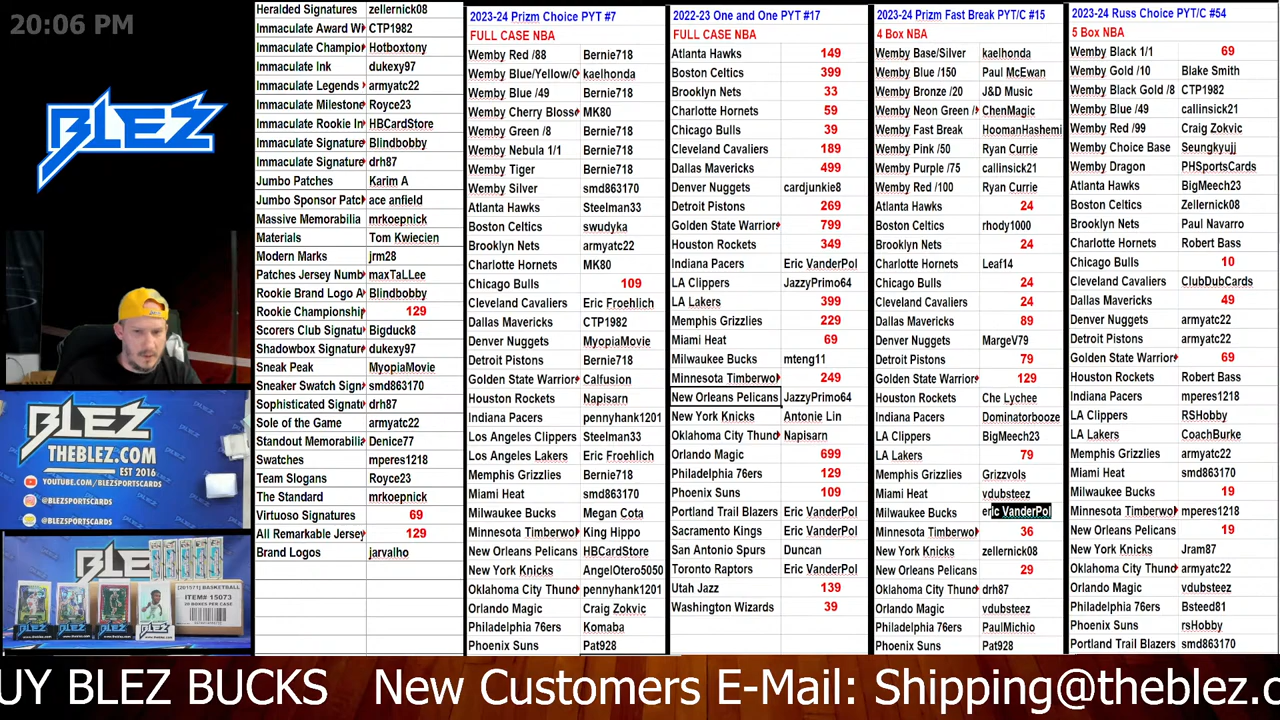 20:06 PM
BLEZ
BLEZ
THEBLEZ.COM
EST 2016
YOUTUBE.COM/BLEZSPORTSCARDS
@BLEZSPORTSCARDS
@BLEZSPORTSCARDS
[201571] BASKETBALL
ITEM# 15073
20 BOXES PER CASE
Heralded Signatures zellernick08
Immaculate Award W CTP1982
Immaculate Champio Hotboxtony
Immaculate Ink dukexy97
Immaculate Legends armyatc22
Immaculate Milestone Royce23
Immaculate Rookie In HBCardStore
Immaculate Signature Blindbobby
Immaculate Signature drh87
Jumbo Patches Karim A
Jumbo Sponsor Patc ace anfield
Massive Memorabilia mrkoepnick
Materials Tom Kwiecien
Modern Marks jrm28
Patches Jersey Numb maxTaLLee
Rookie Brand Logo A Blindbobby
Rookie Championshi 129
Scorers Club Signatu Bigduck8
Shadowbox Signatur dukexy97
Sneak Peak MyopiaMovie
Sneaker Swatch Sign smd863170
Sophisticated Signat drh87
Sole of the Game armyatc22
Standout Memorabili Denice77
Swatches mperes1218
Team Slogans Royce23
The Standard mrkoepnick
Virtuoso Signatures 69
All Remarkable Jersey 129
Brand Logos jarvalho
2023-24 Prizm Choice PYT #7
FULL CASE NBA
Wemby Red /88 Bernie718
Wemby Blue/Yellow/G kaelhonda
Wemby Blue /49 Bernie718
Wemby Cherry Bloss MK80
Wemby Green /8 Bernie718
Wemby Nebula 1/1 Bernie718
Wemby Tiger Bernie718
Wemby Silver smd863170
Atlanta Hawks Steelman33
Boston Celtics swudyka
Brooklyn Nets armyatc22
Charlotte Hornets MK80
Chicago Bulls 109
Cleveland Cavaliers Eric Froehlich
Dallas Mavericks CTP1982
Denver Nuggets MyopiaMovie
Detroit Pistons Bernie718
Golden State Warrior Calfusion
Houston Rockets Napisarn
Indiana Pacers pennyhank1201
Los Angeles Clippers Steelman33
Los Angeles Lakers Eric Froehlich
Memphis Grizzlies Bernie718
Miami Heat smd863170
Milwaukee Bucks Megan Cota
Minnesota Timberwo King Hippo
New Orleans Pelicans HBCardStore
New York Knicks AngelOtero5050
Oklahoma City Thun pennyhank1201
Orlando Magic Craig Zokvic
Philadelphia 76ers Komaba
Phoenix Suns Pat928
2022-23 One and One PYT #17
FULL CASE NBA
Atlanta Hawks 149
Boston Celtics 399
Brooklyn Nets 33
Charlotte Hornets 59
Chicago Bulls 39
Cleveland Cavaliers 189
Dallas Mavericks 499
Denver Nuggets cardjunkie8
Detroit Pistons 269
Golden State Warrior 799
Houston Rockets 349
Indiana Pacers Eric VanderPol
LA Clippers JazzyPrimo64
LA Lakers 399
Memphis Grizzlies 229
Miami Heat 69
Milwaukee Bucks mteng11
Minnesota Timberwo 249
New Orleans Pelicans JazzyPrimo64
New York Knicks Antonie Lin
Oklahoma City Thund Napisarn
Orlando Magic 699
Philadelphia 76ers 129
Phoenix Suns 109
Portland Trail Blazers Eric VanderPol
Sacramento Kings Eric VanderPol
San Antonio Spurs Duncan
Toronto Raptors Eric VanderPol
Utah Jazz 139
Washington Wizards 39
2023-24 Prizm Fast Break PYT/C #15
4 Box NBA
Wemby Base/Silver kaelhonda
Wemby Blue /150 Paul McEwan
Wemby Bronze /20 J&D Music
Wemby Neon Green / ChenMagic
Wemby Fast Break HoomanHashemi
Wemby Pink /50 Ryan Currie
Wemby Purple /75 callinsick21
Wemby Red /100 Ryan Currie
Atlanta Hawks 24
Boston Celtics rhody1000
Brooklyn Nets 24
Charlotte Hornets Leaf14
Chicago Bulls 24
Cleveland Cavaliers 24
Dallas Mavericks 89
Denver Nuggets MargeV79
Detroit Pistons 79
Golden State Warrior 129
Houston Rockets Che Lychee
Indiana Pacers Dominatorbooze
LA Clippers BigMeech23
LA Lakers 79
Memphis Grizzlies Grizzvols
Miami Heat vdubsteez
Milwaukee Bucks eric VanderPol
Minnesota Timberwo 36
New York Knicks zellernick08
New Orleans Pelicans 29
Oklahoma City Thun drh87
Orlando Magic vdubsteez
Philadelphia 76ers PaulMichio
Phoenix Suns Pat928
2023-24 Russ Choice PYT/C #54
5 Box NBA
Wemby Black 1/1 69
Wemby Gold /10 Blake Smith
Wemby Black Gold /8 CTP1982
Wemby Blue /49 callinsick21
Wemby Red /99 Craig Zokvic
Wemby Choice Base Seungkyujj
Wemby Dragon PHSportsCards
Atlanta Hawks BigMeech23
Boston Celtics Zellernick08
Brooklyn Nets Paul Navarro
Charlotte Hornets Robert Bass
Chicago Bulls 10
Cleveland Cavaliers ClubDubCards
Dallas Mavericks 49
Denver Nuggets armyatc22
Detroit Pistons armyatc22
Golden State Warrior 69
Houston Rockets Robert Bass
Indiana Pacers mperes1218
LA Clippers RSHobby
LA Lakers CoachBurke
Memphis Grizzlies armyatc22
Miami Heat smd863170
Milwaukee Bucks 19
Minnesota Timberwo mperes1218
New Orleans Pelicans 19
New York Knicks Jram87
Oklahoma City Thun armyatc22
Orlando Magic vdubsteez
Philadelphia 76ers Bsteed81
Phoenix Suns rsHobby
Portland Trail Blazers smd863170
UY BLEZ BUCKS New Customers E-Mail: Shipping@theblez.c